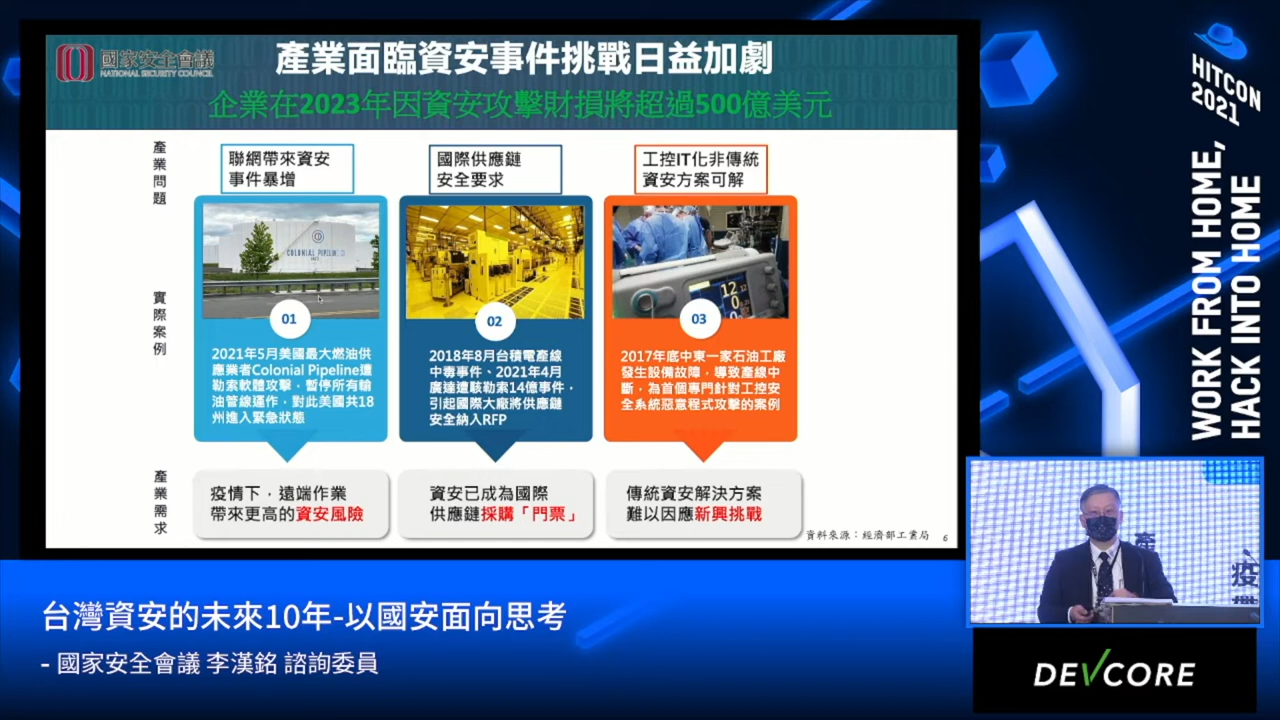 國家安全會議
NATIONAL SECURITY COUNCIL
產業面臨資安事件挑戰日益加劇
企業在2023年因資安攻擊財損將超過500億美元
產業問題
聯網帶來資安
事件暴增
國際供應鏈
安全要求
工控IT化非傳統
資安方案可解
實際案例
COLONIAL PIPELINE CO.
01
2021年5月美國最大燃油供
應業者Colonial Pipeline遭
勒索軟體攻擊，暫停所有輸
油管線運作，對此美國共18
州進入緊急狀態
02
2018年8月台積電產線
中毒事件、2021年4月
廣達遭駭勒索14億事件，
引起國際大廠將供應鏈
安全納入RFP
12
0
0
03
2017年底中東一家石油工廠
發生設備故障，導致產線中
斷，為首個專門針對工控安
全系統惡意程式攻擊的案例
產業需求
疫情下，遠端作業
帶來更高的資安風險
資安已成為國際
供應鏈採購「門票」
傳統資安解決方案
難以因應新興挑戰
資料來源：經濟部工業局
6
HITCON
2021
WORK FROM HOME,
HACK INTO HOME
產
疫
台灣資安的未來10年-以國安面向思考
- 國家安全會議 李漢銘 諮詢委員
DEVCORE